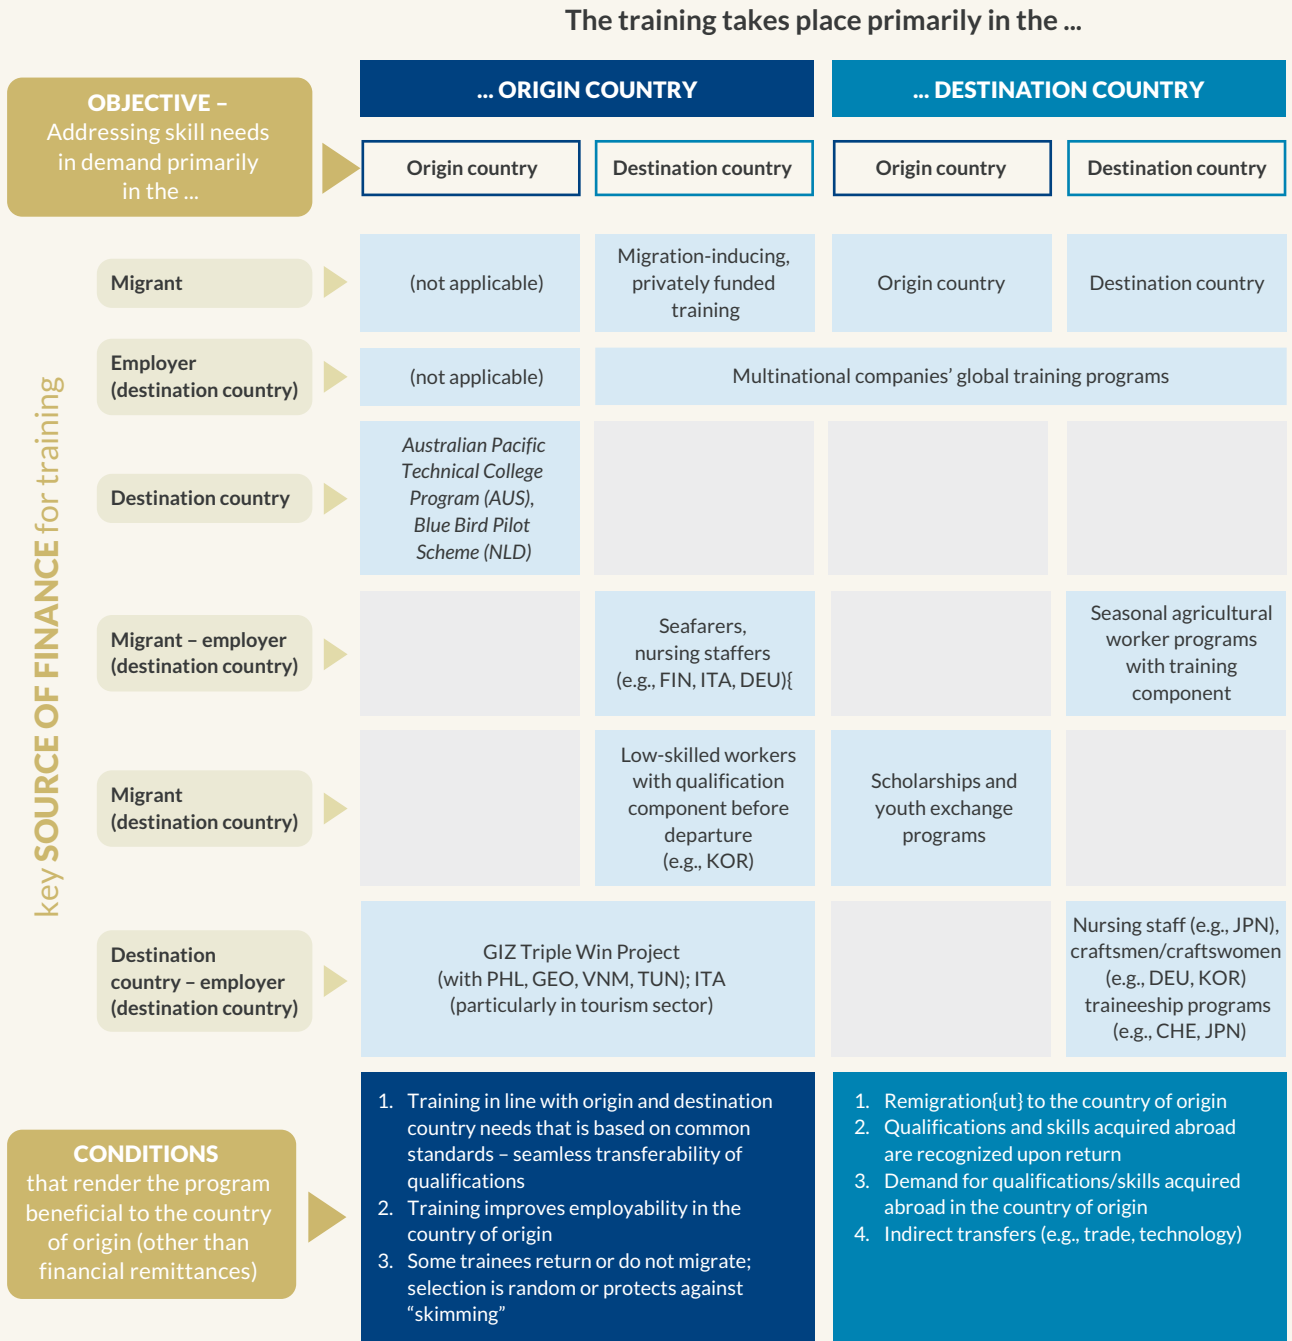 The training takes place primarily in the ...
... ORIGIN COUNTRY
... DESTINATION COUNTRY
OBJECTIVE –
Addressing skill needs
in demand primarily
in the ...
Origin country
Destination country
Origin country
Destination country
key SOURCE OF FINANCE for training
Migrant
(not applicable)
Migration-inducing,
privately funded
training
Origin country
Destination country
Employer
(destination country)
(not applicable)
Multinational companies’ global training programs
Destination country
Australian Pacific
Technical College
Program (AUS),
Blue Bird Pilot
Scheme (NLD)
Migrant – employer
(destination country)
Seafarers,
nursing staffers
(e.g., FIN, ITA, DEU){
Seasonal agricultural
worker programs
with training
component
Migrant
(destination country)
Low-skilled workers
with qualification
component before
departure
(e.g., KOR)
Scholarships and
youth exchange
programs
Destination
country – employer
(destination country)
GIZ Triple Win Project
(with PHL, GEO, VNM, TUN); ITA
(particularly in tourism sector)
Nursing staff (e.g., JPN),
craftsmen/craftswomen
(e.g., DEU, KOR)
traineeship programs
(e.g., CHE, JPN)
CONDITIONS
that render the program
beneficial to the country
of origin (other than
financial remittances)
1. Training in line with origin and destination
country needs that is based on common
standards – seamless transferability of
qualifications
2. Training improves employability in the
country of origin
3. Some trainees return or do not migrate;
selection is random or protects against
“skimming”
1. Remigration{ut} to the country of origin
2. Qualifications and skills acquired abroad
are recognized upon return
3. Demand for qualifications/skills acquired
abroad in the country of origin
4. Indirect transfers (e.g., trade, technology)